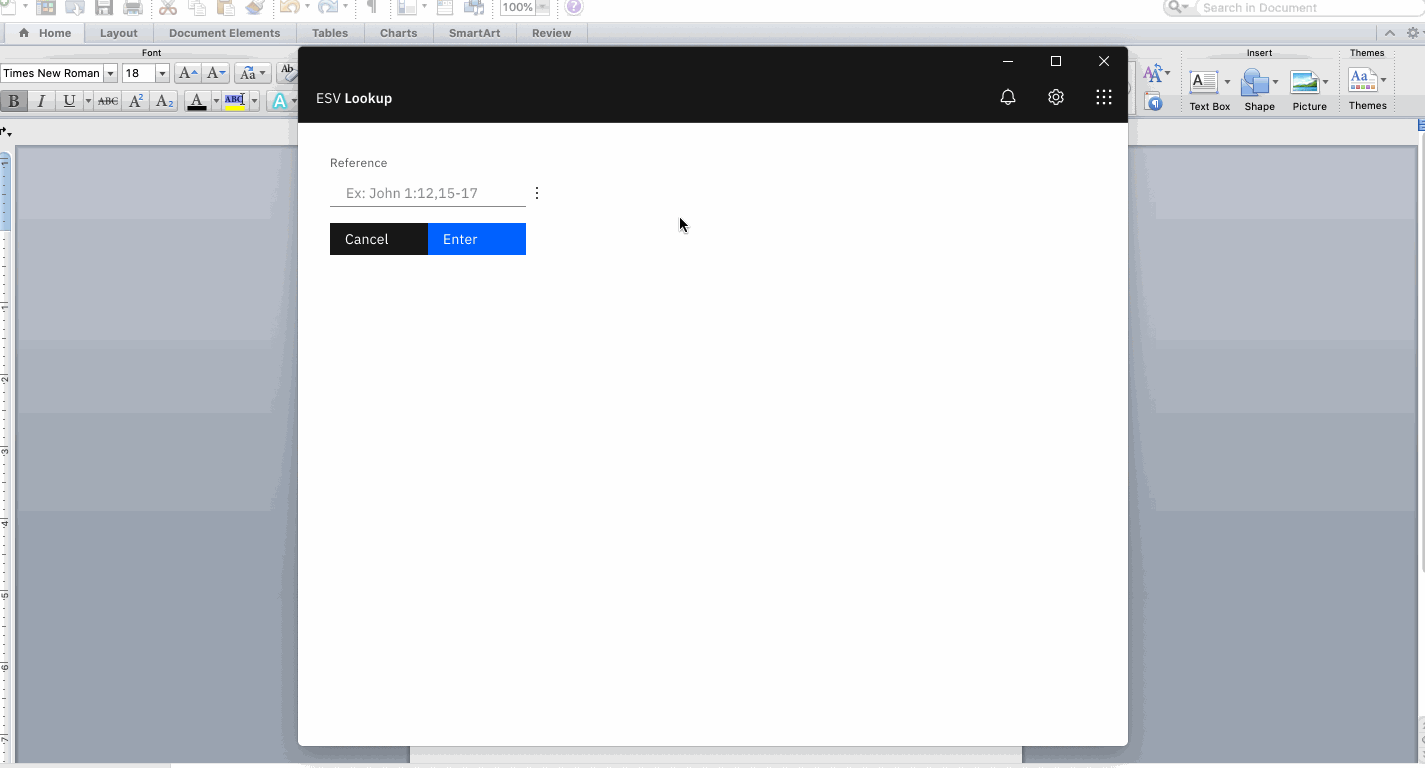 100%
Search in Document
Home Layout Document Elements Tables Charts SmartArt Review
Font
Insert
Themes
Times New Roman
18
Text Box Shape Picture Themes
ESV Lookup
Reference
Ex: John 1:12,15-17
Cancel Enter